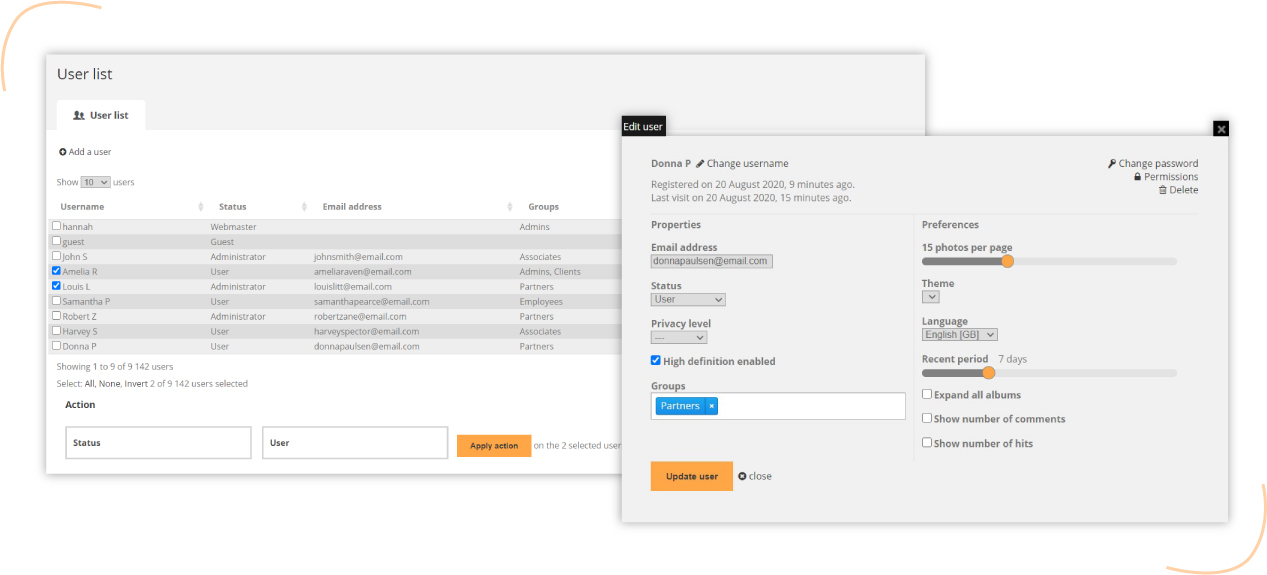 User list
User list
Add a user
Show 10 users
Username Status Email address Groups
hannah Webmaster Admins
guest Guest
John S Administrator johnsmith@email.com Associates
Amelia R User ameliaraven@email.com Admins, Clients
Louis L Administrator louislitt@email.com Partners
Samantha P User samanthapearce@email.com Employees
Robert Z Administrator robertzane@email.com Partners
Harvey S User harveyspector@email.com Associates
Donna P User donnapaulsen@email.com Partners
Showing 1 to 9 of 9 142 users
Select: All, None, Invert 2 of 9 142 users selected
Action
Status
User
Apply action on the 2 selected user
Edit user
Donna P Change username
Registered on 20 August 2020, 9 minutes ago.
Last visit on 20 August 2020, 15 minutes ago.
Change password
Permissions
Delete
Properties
Email address
donnapaulsen@email.com
Status
User
Privacy level
---
High definition enabled
Groups
Partners ×
Preferences
15 photos per page
Theme
Language
English [GB]
Recent period 7 days
Expand all albums
Show number of comments
Show number of hits
Update user close